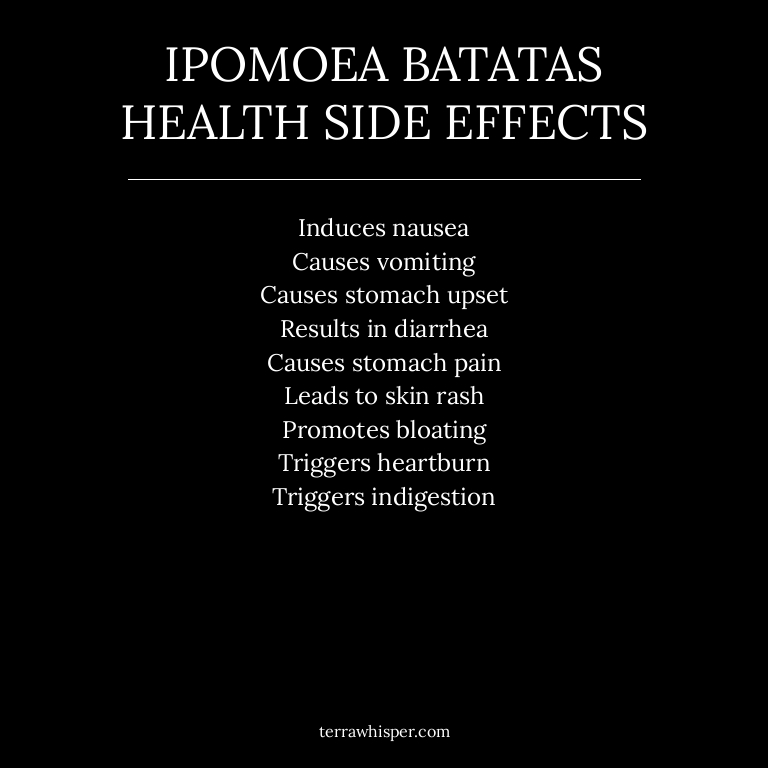 IPOMOEA BATATAS
HEALTH SIDE EFFECTS
Induces nausea
Causes vomiting
Causes stomach upset
Results in diarrhea
Causes stomach pain
Leads to skin rash
Promotes bloating
Triggers heartburn
Triggers indigestion
terrawhisper.com